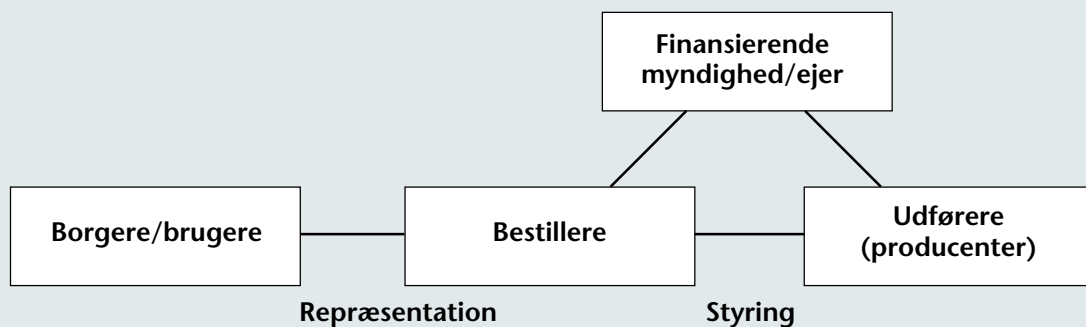 Finansierende
myndighed/ejer
Borgere/brugere
Bestillere
Udførere
(producenter)
Repræsentation
Styring